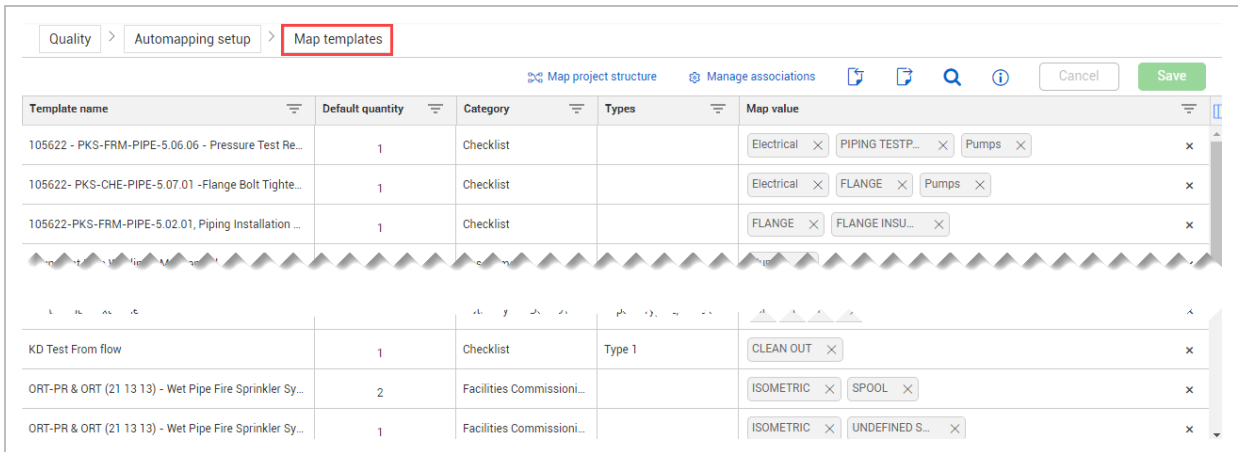 Quality > Automapping setup > Map templates
Map project structure Manage associations Cancel Save
Template name Default quantity Category Types Map value
105622 - PKS-FRM-PIPE-5.06.06 - Pressure Test Re... 1 Checklist Electrical × PIPING TESTP... × Pumps × ×
105622- PKS-CHE-PIPE-5.07.01 -Flange Bolt Tighte... 1 Checklist Electrical × FLANGE × Pumps × ×
105622-PKS-FRM-PIPE-5.02.01, Piping Installation ... 1 Checklist FLANGE × FLANGE INSU... × ×
KD Test From flow 1 Checklist Type 1 CLEAN OUT × ×
ORT-PR & ORT (21 13 13) - Wet Pipe Fire Sprinkler Sy... 2 Facilities Commissioni... ISOMETRIC × SPOOL × ×
ORT-PR & ORT (21 13 13) - Wet Pipe Fire Sprinkler Sy... 1 Facilities Commissioni... ISOMETRIC × UNDEFINED S... × ×